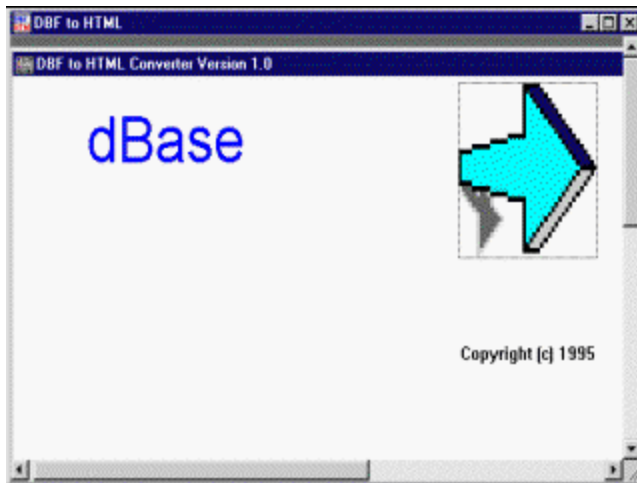 DBF to HTML
DBF to HTML Converter Version 1.0
dBase
Copyright (c) 1995